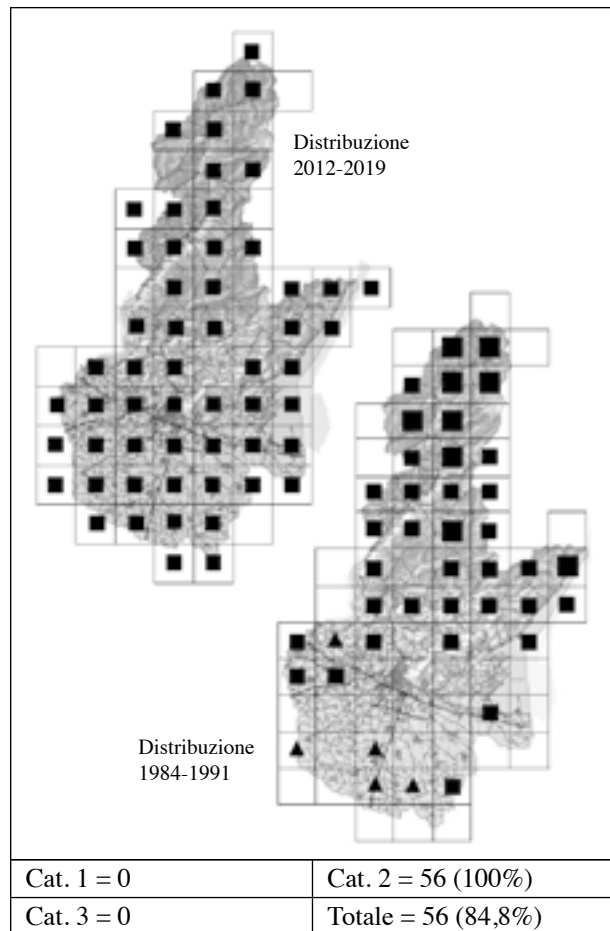 Distribuzione
2012-2019
Distribuzione
1984-1991
Cat. 1 = 0
Cat. 2 = 56 (100%)
Cat. 3 = 0
Totale = 56 (84,8%)